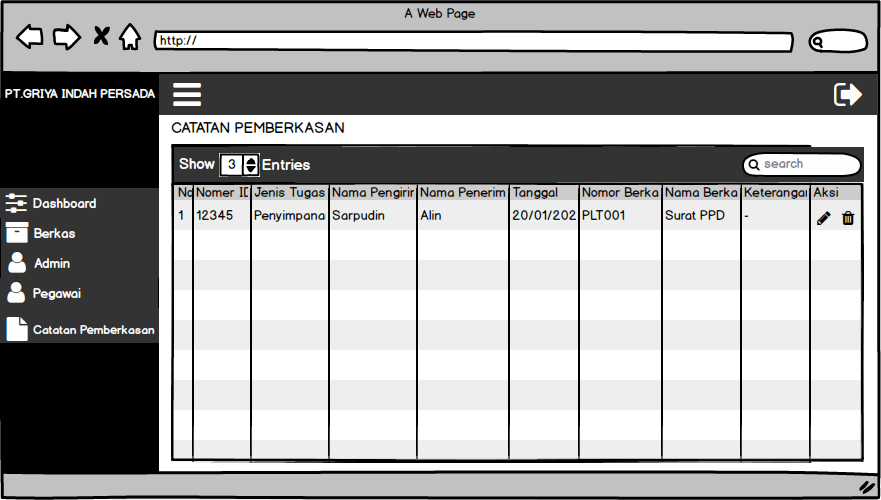 A Web Page
http://
PT.GRIYA INDAH PERSADA
CATATAN PEMBERKASAN
Show 3 Entries
search
No Nomer ID Jenis Tugas Nama Pengirir Nama Penerim Tanggal Nomor Berka Nama Berka Keterangar Aksi
1 12345 Penyimpana Sarpudin Alin 20/01/202 PLT001 Surat PPD -
Dashboard
Berkas
Admin
Pegawai
Catatan Pemberkasan